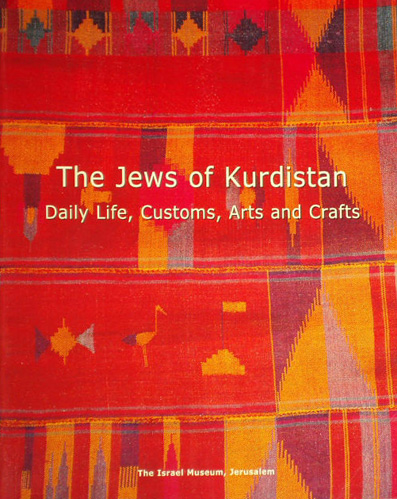 The Jews of Kurdistan
Daily Life, Customs, Arts and Crafts
The Israel Museum, Jerusalem